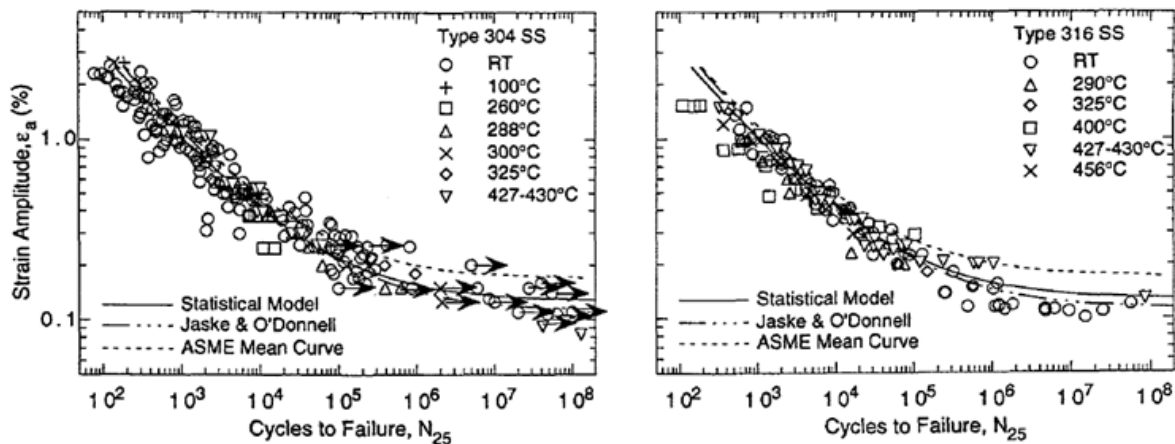 Type 304 SS
RT
100°C
260°C
288°C
300°C
325°C
427-430°C
Strain Amplitude, εa (%)
1.0
0.1
Statistical Model
Jaske & O'Donnell
ASME Mean Curve
10² 10³ 10⁴ 10⁵ 10⁶ 10⁷ 10⁸
Cycles to Failure, N25
Type 316 SS
RT
290°C
325°C
400°C
427-430°C
456°C
Statistical Model
Jaske & O'Donnell
ASME Mean Curve
10² 10³ 10⁴ 10⁵ 10⁶ 10⁷ 10⁸
Cycles to Failure, N25